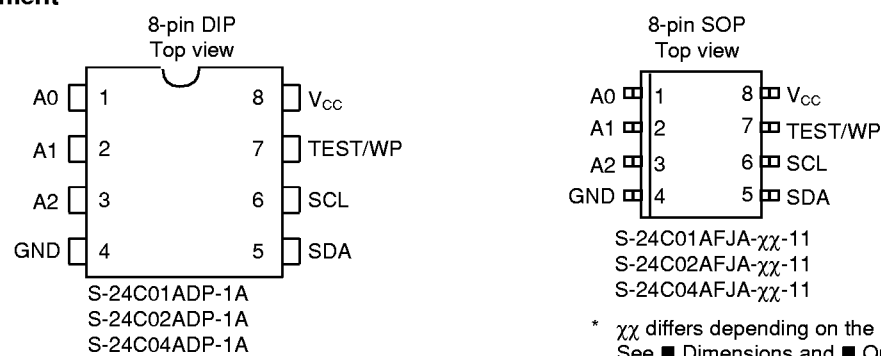 8-pin DIP
Top view
A0 1 8 VCC
A1 2 7 TEST/WP
A2 3 6 SCL
GND 4 5 SDA
S-24C01ADP-1A
S-24C02ADP-1A
S-24C04ADP-1A
8-pin SOP
Top view
A0 1 8 VCC
A1 2 7 TEST/WP
A2 3 6 SCL
GND 4 5 SDA
S-24C01AFJA-χχ-11
S-24C02AFJA-χχ-11
S-24C04AFJA-χχ-11
* χχ differs depending on the
See ■ Dimensions and ■